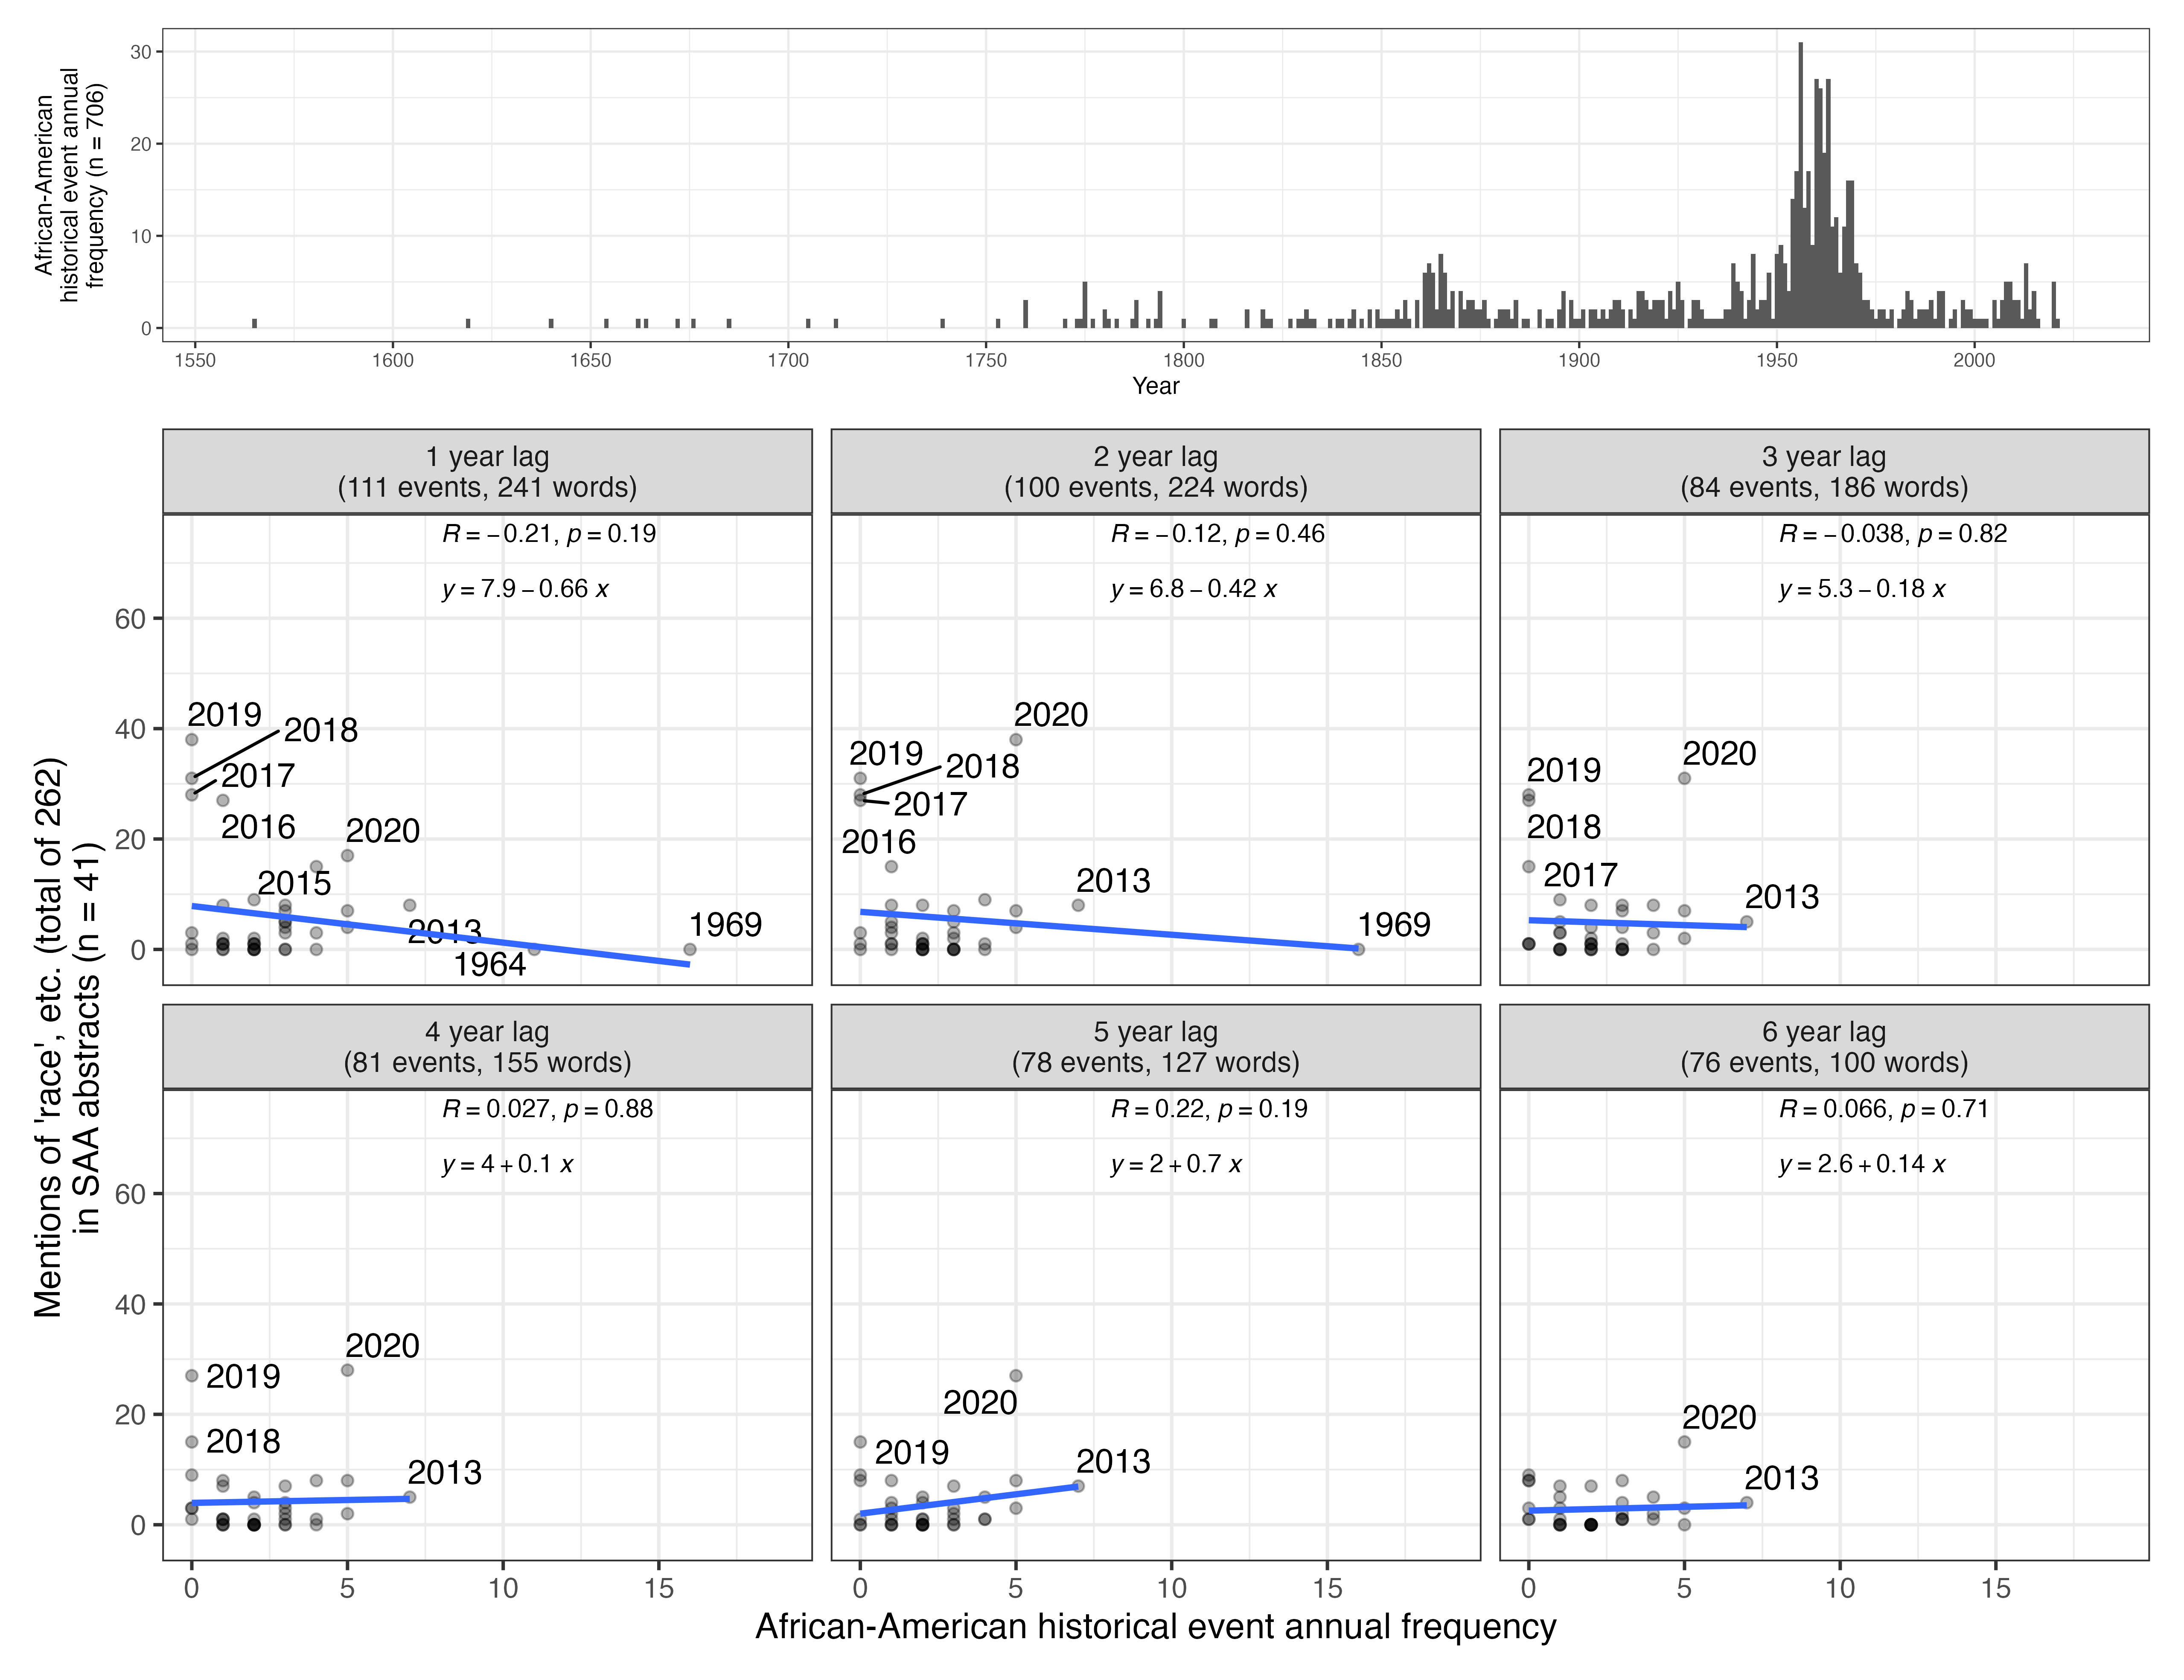 African-American
historical event annual
frequency (n = 706)
30
20
10
0
1550 1600 1650 1700 1750 1800 1850 1900 1950 2000
Year
Mentions of 'race', etc. (total of 262)
in SAA abstracts (n = 41)
1 year lag
(111 events, 241 words)
R = −0.21, p = 0.19
y = 7.9 − 0.66 x
60
40
20
0
2019
2018
2017
2016
2020
2015
2013
1969
1964
2 year lag
(100 events, 224 words)
R = −0.12, p = 0.46
y = 6.8 − 0.42 x
2020
2019
2018
2017
2016
2013
1969
3 year lag
(84 events, 186 words)
R = −0.038, p = 0.82
y = 5.3 − 0.18 x
2020
2019
2018
2017
2013
4 year lag
(81 events, 155 words)
R = 0.027, p = 0.88
y = 4 + 0.1 x
60
40
20
0
2020
2019
2018
2013
0 5 10 15
5 year lag
(78 events, 127 words)
R = 0.22, p = 0.19
y = 2 + 0.7 x
2020
2019
2013
0 5 10 15
6 year lag
(76 events, 100 words)
R = 0.066, p = 0.71
y = 2.6 + 0.14 x
2020
2013
0 5 10 15
African-American historical event annual frequency